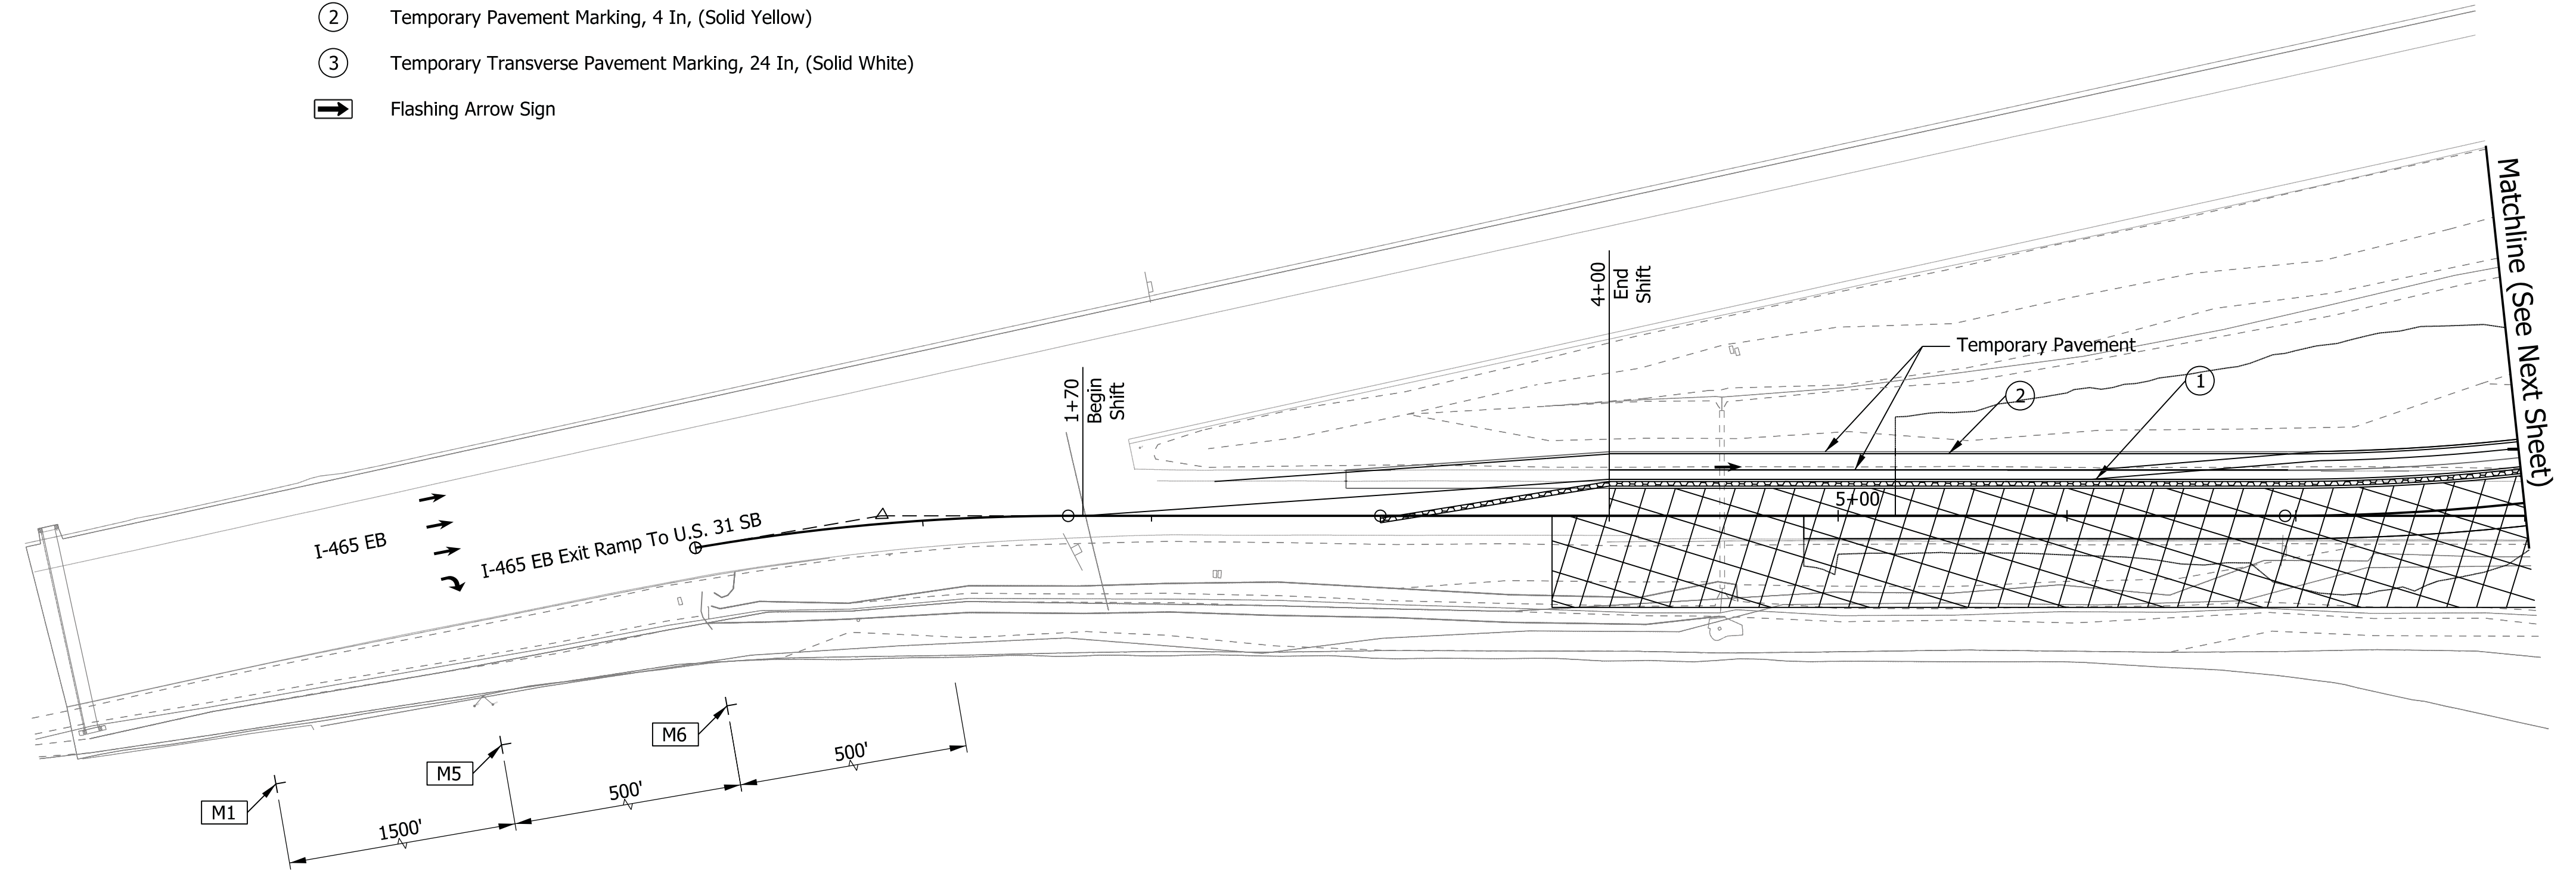 2 Temporary Pavement Marking, 4 In, (Solid Yellow)
3 Temporary Transverse Pavement Marking, 24 In, (Solid White)
Flashing Arrow Sign
Matchline (See Next Sheet)
4+00
End
Shift
Temporary Pavement
1+70
Begin
Shift
2
1
5+00
I-465 EB
I-465 EB Exit Ramp To U.S. 31 SB
M6
M5
M1
500'
500'
1500'